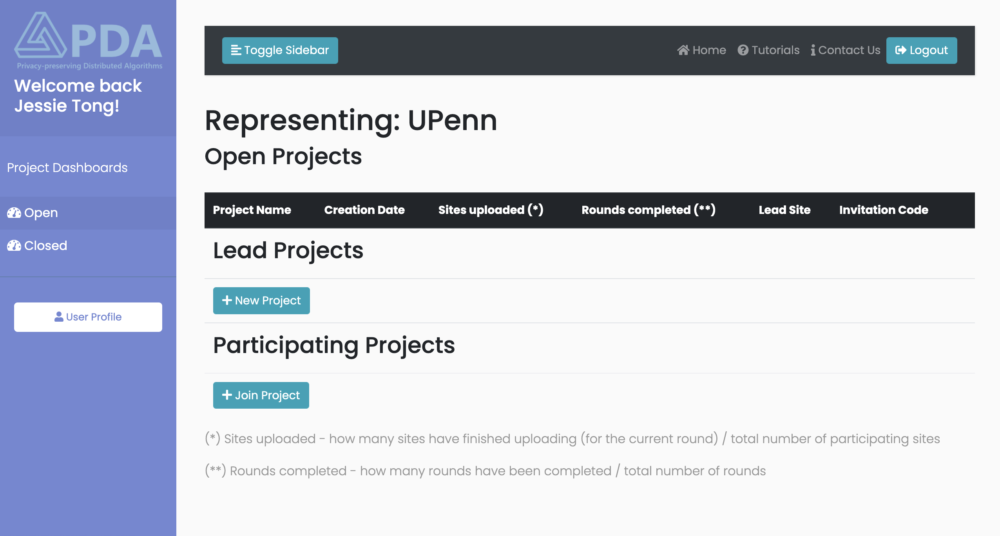 PDA
Privacy-preserving Distributed Algorithms
Welcome back
Jessie Tong!
Project Dashboards
Open
Closed
User Profile
Toggle Sidebar
Home Tutorials Contact Us Logout
Representing: UPenn
Open Projects
Project Name Creation Date Sites uploaded (*) Rounds completed (**) Lead Site Invitation Code
Lead Projects
+ New Project
Participating Projects
+ Join Project
(*) Sites uploaded - how many sites have finished uploading (for the current round) / total number of participating sites
(**) Rounds completed - how many rounds have been completed / total number of rounds